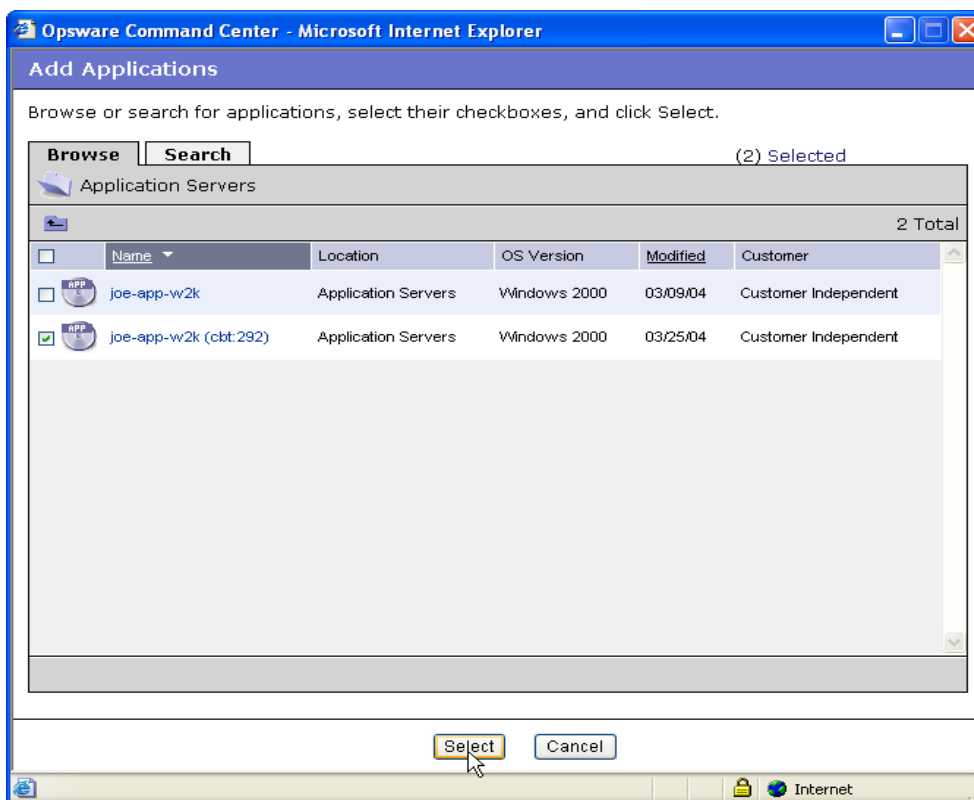 Opsware Command Center - Microsoft Internet Explorer
Add Applications
Browse or search for applications, select their checkboxes, and click Select.
Browse Search (2) Selected
Application Servers
2 Total
Name Location OS Version Modified Customer
APP joe-app-w2k Application Servers Windows 2000 03/09/04 Customer Independent
APP joe-app-w2k (cbt:292) Application Servers Windows 2000 03/25/04 Customer Independent
Select Cancel
Internet